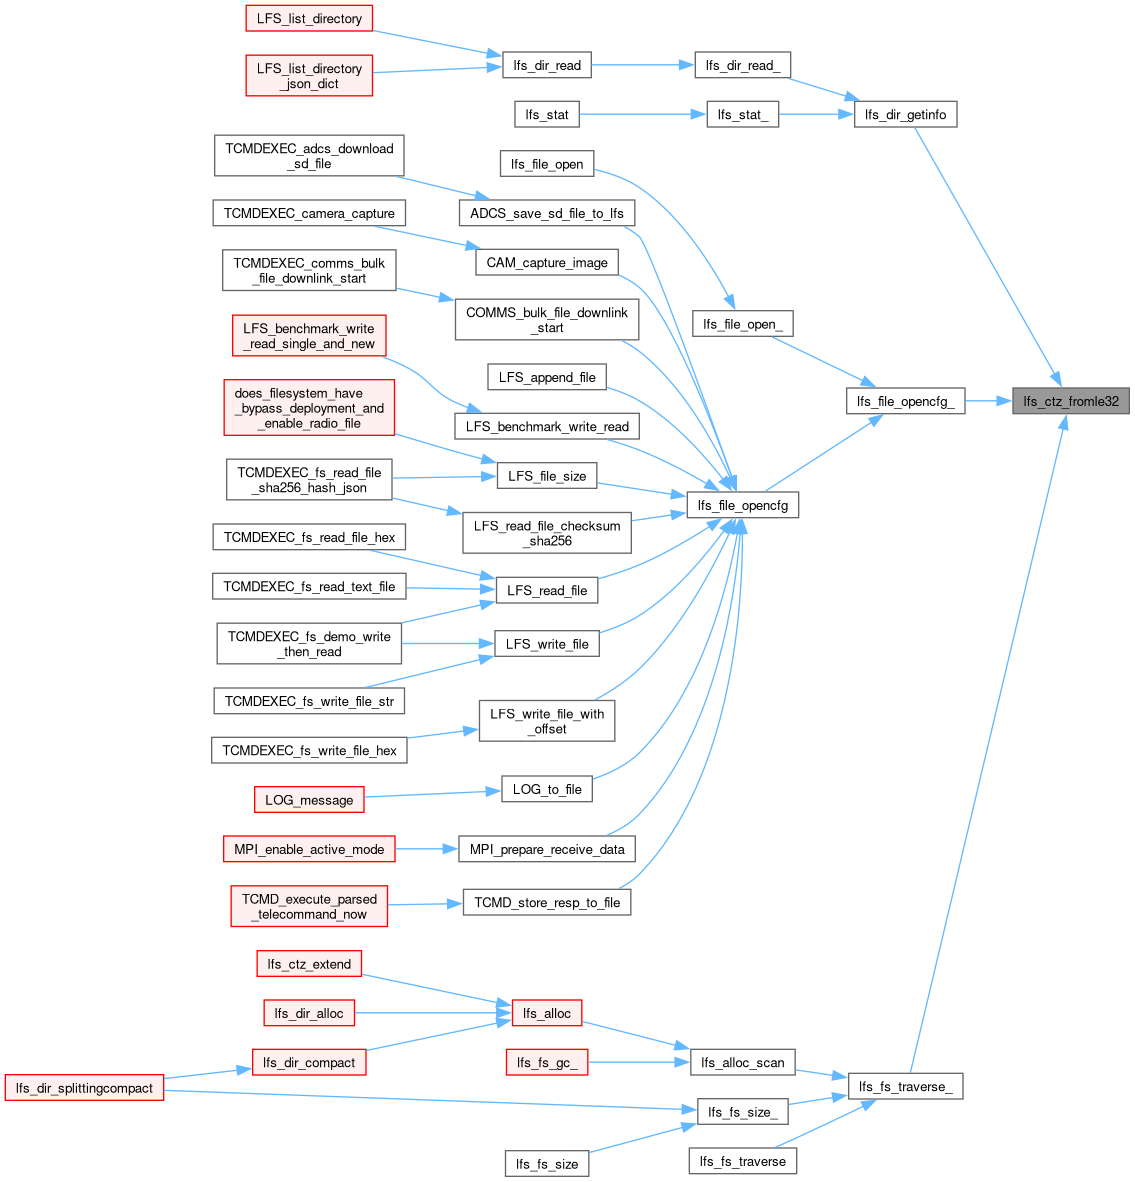 LFS_list_directory
LFS_list_directory
_json_dict
lfs_dir_read
lfs_dir_read_
lfs_stat
lfs_stat_
lfs_dir_getinfo
TCMDEXEC_adcs_download
_sd_file
lfs_file_open
TCMDEXEC_camera_capture
ADCS_save_sd_file_to_lfs
TCMDEXEC_comms_bulk
_file_downlink_start
CAM_capture_image
LFS_benchmark_write
_read_single_and_new
COMMS_bulk_file_downlink
_start
lfs_file_open_
does_filesystem_have
_bypass_deployment_and
_enable_radio_file
LFS_append_file
lfs_file_opencfg_
lfs_ctz_fromle32
LFS_benchmark_write_read
TCMDEXEC_fs_read_file
_sha256_hash_json
LFS_file_size
lfs_file_opencfg
TCMDEXEC_fs_read_file_hex
LFS_read_file_checksum
_sha256
TCMDEXEC_fs_read_text_file
LFS_read_file
TCMDEXEC_fs_demo_write
_then_read
LFS_write_file
TCMDEXEC_fs_write_file_str
LFS_write_file_with
_offset
TCMDEXEC_fs_write_file_hex
LOG_message
LOG_to_file
MPI_enable_active_mode
MPI_prepare_receive_data
TCMD_execute_parsed
_telecommand_now
TCMD_store_resp_to_file
lfs_ctz_extend
lfs_dir_alloc
lfs_alloc
lfs_dir_compact
lfs_fs_gc_
lfs_alloc_scan
lfs_dir_splittingcompact
lfs_fs_traverse_
lfs_fs_size_
lfs_fs_size
lfs_fs_traverse